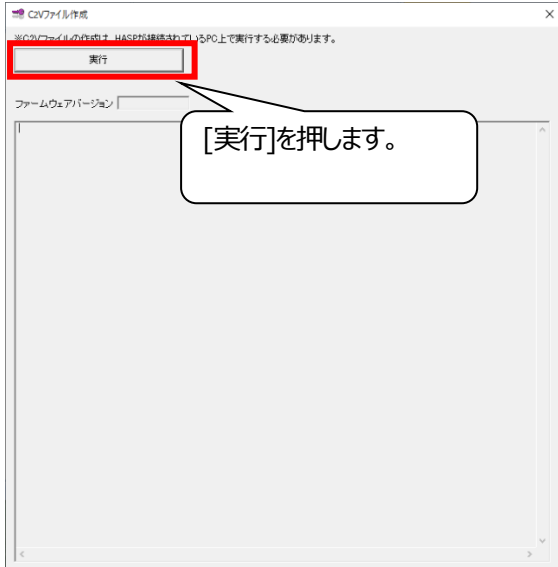 C2Vファイル作成
※C2Vファイルの作成は、HASPが接続されているPC上で実行する必要があります。
実行
ファームウェアバージョン
[実行]を押します。